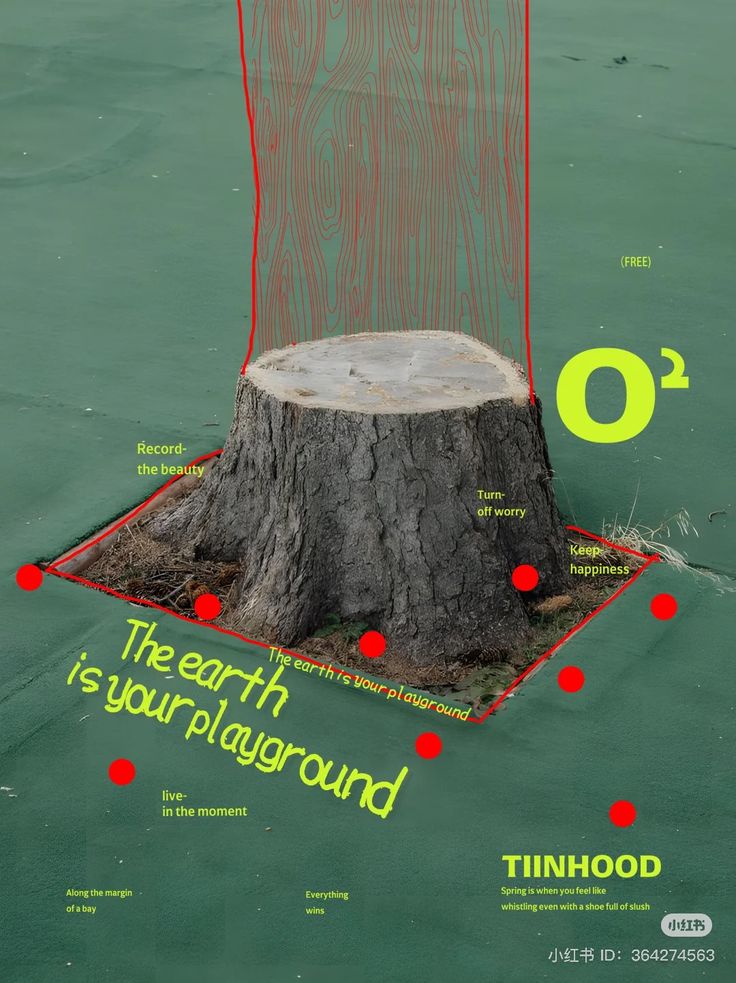 (FREE)
O²
Record-
the beauty
Turn-
off worry
Keep-
happiness
The earth
is your playground
The earth is your playground
live-
in the moment
TIINHOOD
Spring is when you feel like
whistling even with a shoe full of slush
Along the margin
of a bay
Everything
wins
小红书
小红书 ID: 364274563